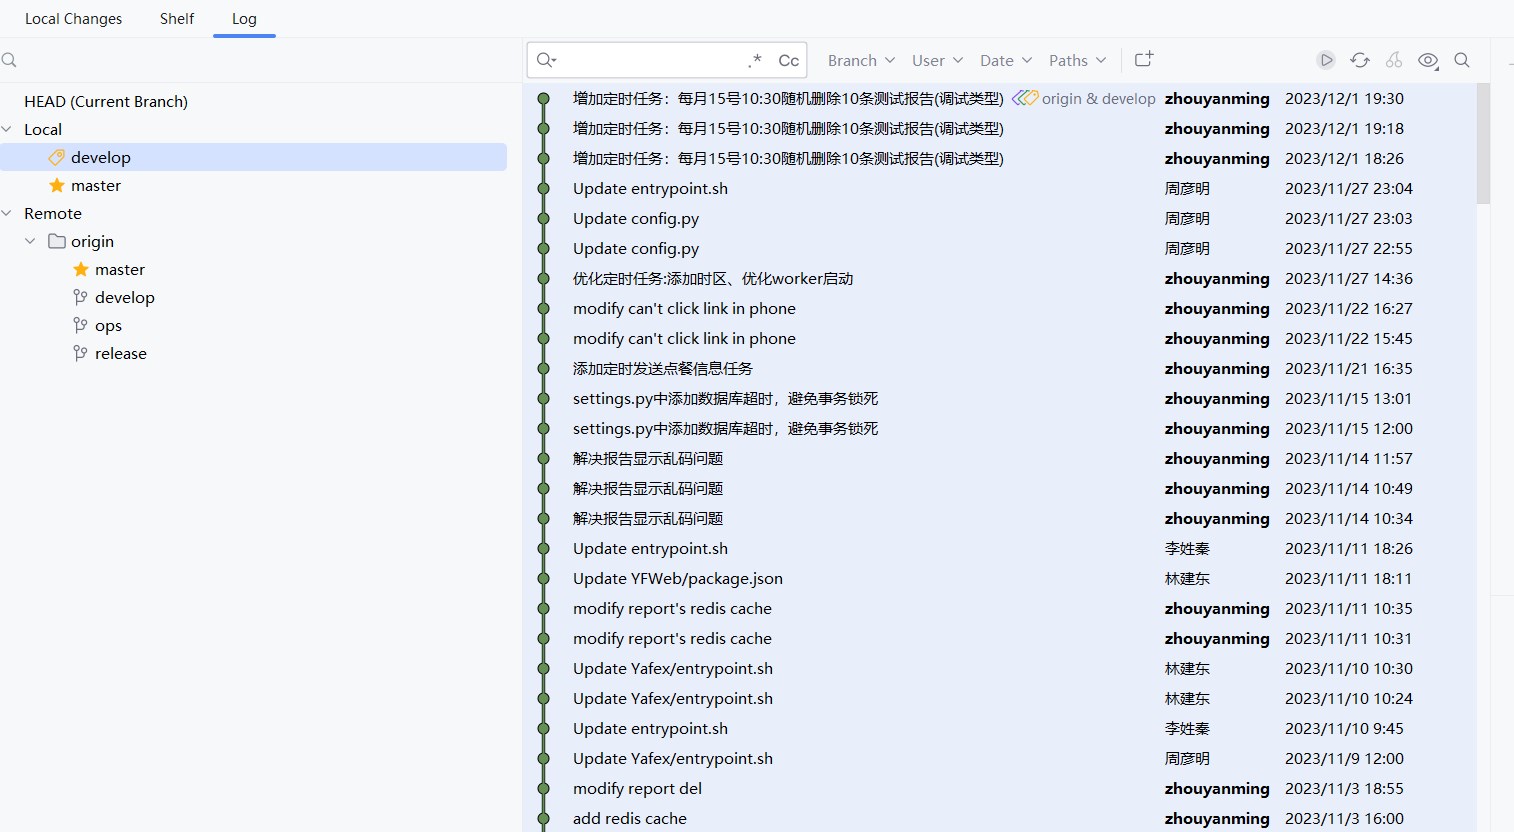 Local Changes Shelf Log
.* Cc Branch User Date Paths
HEAD (Current Branch)
Local
develop
master
Remote
origin
master
develop
ops
release
增加定时任务：每月15号10:30随机删除10条测试报告(调试类型) origin & develop zhouyanming 2023/12/1 19:30
增加定时任务：每月15号10:30随机删除10条测试报告(调试类型) zhouyanming 2023/12/1 19:18
增加定时任务：每月15号10:30随机删除10条测试报告(调试类型) zhouyanming 2023/12/1 18:26
Update entrypoint.sh 周彦明 2023/11/27 23:04
Update config.py 周彦明 2023/11/27 23:03
Update config.py 周彦明 2023/11/27 22:55
优化定时任务:添加时区、优化worker启动 zhouyanming 2023/11/27 14:36
modify can't click link in phone zhouyanming 2023/11/22 16:27
modify can't click link in phone zhouyanming 2023/11/22 15:45
添加定时发送点餐信息任务 zhouyanming 2023/11/21 16:35
settings.py中添加数据库超时，避免事务锁死 zhouyanming 2023/11/15 13:01
settings.py中添加数据库超时，避免事务锁死 zhouyanming 2023/11/15 12:00
解决报告显示乱码问题 zhouyanming 2023/11/14 11:57
解决报告显示乱码问题 zhouyanming 2023/11/14 10:49
解决报告显示乱码问题 zhouyanming 2023/11/14 10:34
Update entrypoint.sh 李姓秦 2023/11/11 18:26
Update YFWeb/package.json 林建东 2023/11/11 18:11
modify report's redis cache zhouyanming 2023/11/11 10:35
modify report's redis cache zhouyanming 2023/11/11 10:31
Update Yafex/entrypoint.sh 林建东 2023/11/10 10:30
Update Yafex/entrypoint.sh 林建东 2023/11/10 10:24
Update entrypoint.sh 李姓秦 2023/11/10 9:45
Update Yafex/entrypoint.sh 周彦明 2023/11/9 12:00
modify report del zhouyanming 2023/11/3 18:55
add redis cache zhouyanming 2023/11/3 16:00